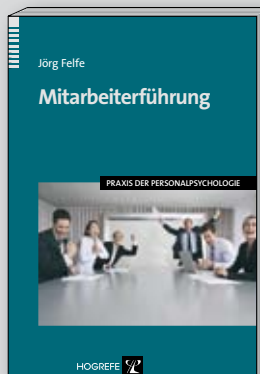 Jörg Felfe
Mitarbeiterführung
PRAXIS DER PERSONALPSYCHOLOGIE
HOGREFE